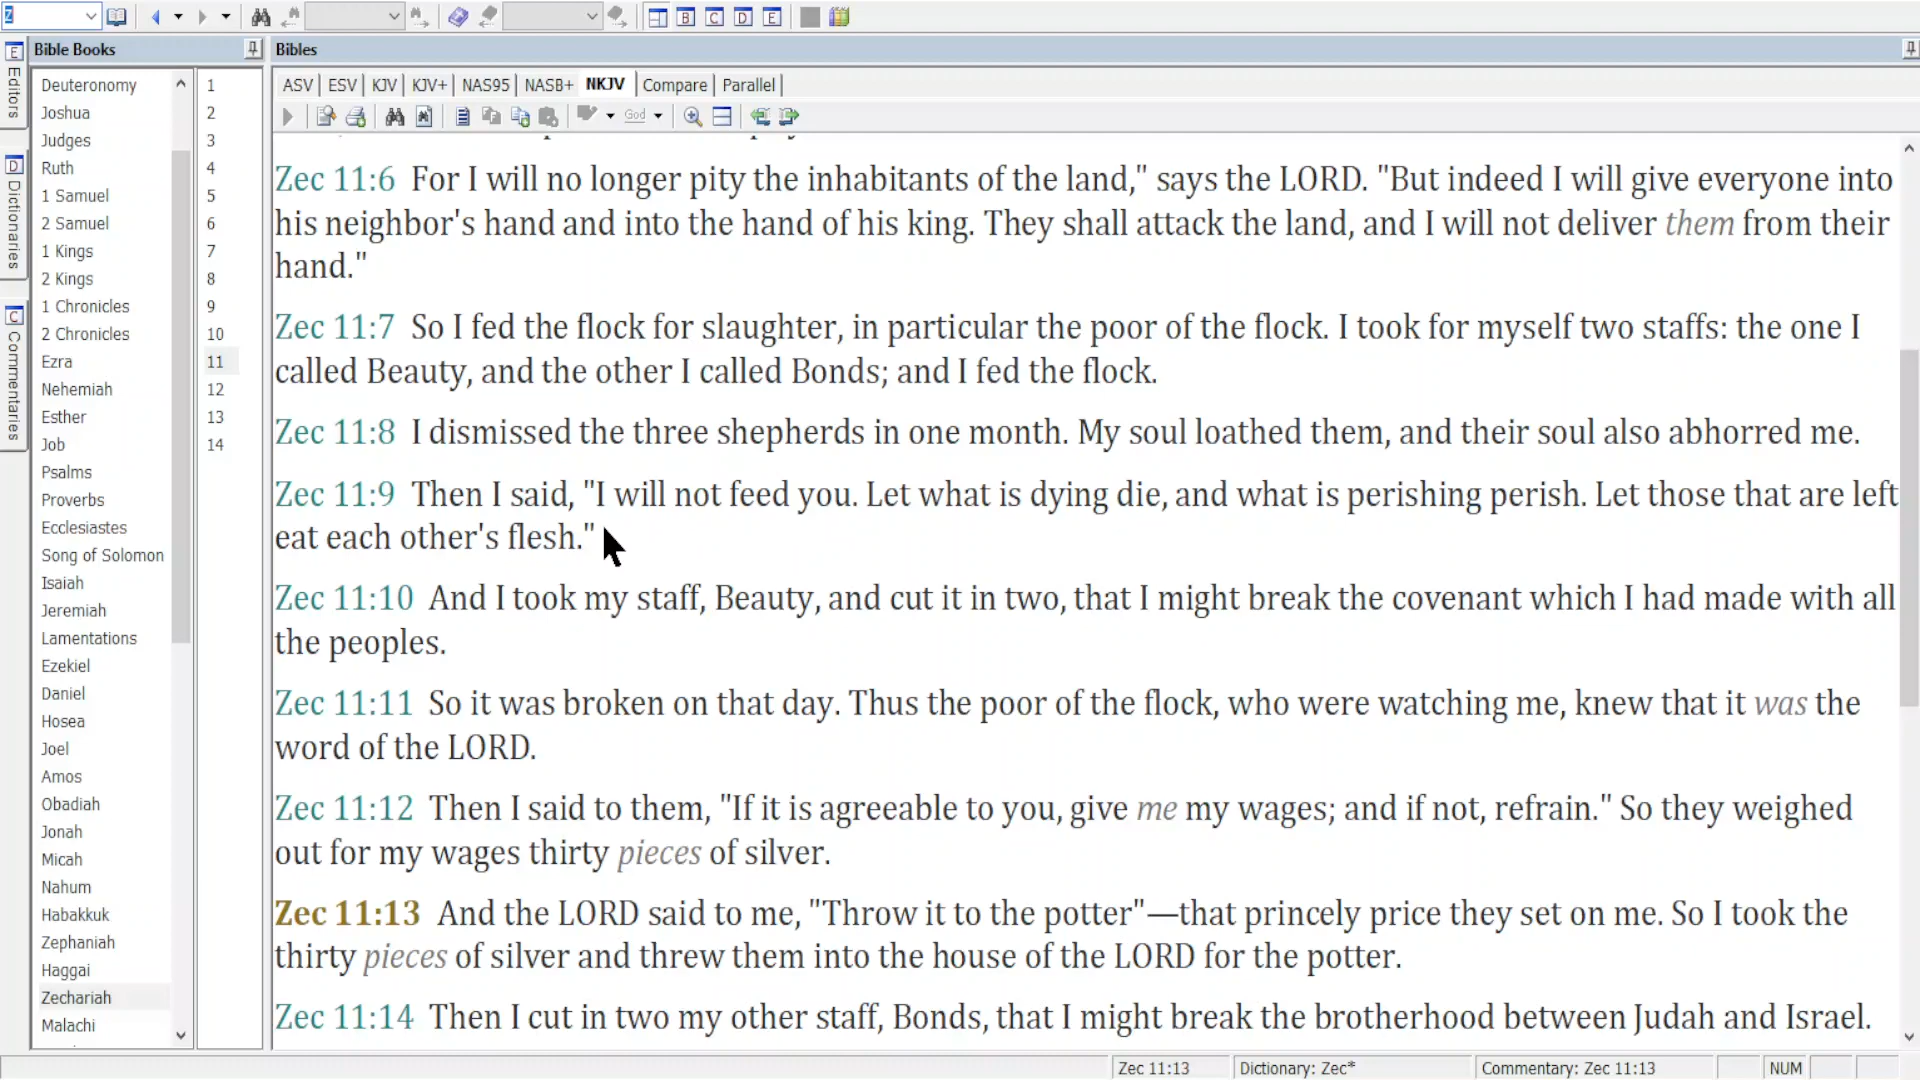 Z
Bible Books
Bibles
E Editors
D Dictionaries
C Commentaries
B C D E
ASV ESV KJV KJV+ NAS95 NASB+ NKJV Compare Parallel
God
Deuteronomy
Joshua
Judges
Ruth
1 Samuel
2 Samuel
1 Kings
2 Kings
1 Chronicles
2 Chronicles
Ezra
Nehemiah
Esther
Job
Psalms
Proverbs
Ecclesiastes
Song of Solomon
Isaiah
Jeremiah
Lamentations
Ezekiel
Daniel
Hosea
Joel
Amos
Obadiah
Jonah
Micah
Nahum
Habakkuk
Zephaniah
Haggai
Zechariah
Malachi
1
2
3
4
5
6
7
8
9
10
11
12
13
14
Zec 11:6 For I will no longer pity the inhabitants of the land," says the LORD. "But indeed I will give everyone into
his neighbor's hand and into the hand of his king. They shall attack the land, and I will not deliver them from their
hand."
Zec 11:7 So I fed the flock for slaughter, in particular the poor of the flock. I took for myself two staffs: the one I
called Beauty, and the other I called Bonds; and I fed the flock.
Zec 11:8 I dismissed the three shepherds in one month. My soul loathed them, and their soul also abhorred me.
Zec 11:9 Then I said, "I will not feed you. Let what is dying die, and what is perishing perish. Let those that are left
eat each other's flesh."
Zec 11:10 And I took my staff, Beauty, and cut it in two, that I might break the covenant which I had made with all
the peoples.
Zec 11:11 So it was broken on that day. Thus the poor of the flock, who were watching me, knew that it was the
word of the LORD.
Zec 11:12 Then I said to them, "If it is agreeable to you, give me my wages; and if not, refrain." So they weighed
out for my wages thirty pieces of silver.
Zec 11:13 And the LORD said to me, "Throw it to the potter"—that princely price they set on me. So I took the
thirty pieces of silver and threw them into the house of the LORD for the potter.
Zec 11:14 Then I cut in two my other staff, Bonds, that I might break the brotherhood between Judah and Israel.
Zec 11:13 Dictionary: Zec* Commentary: Zec 11:13 NUM